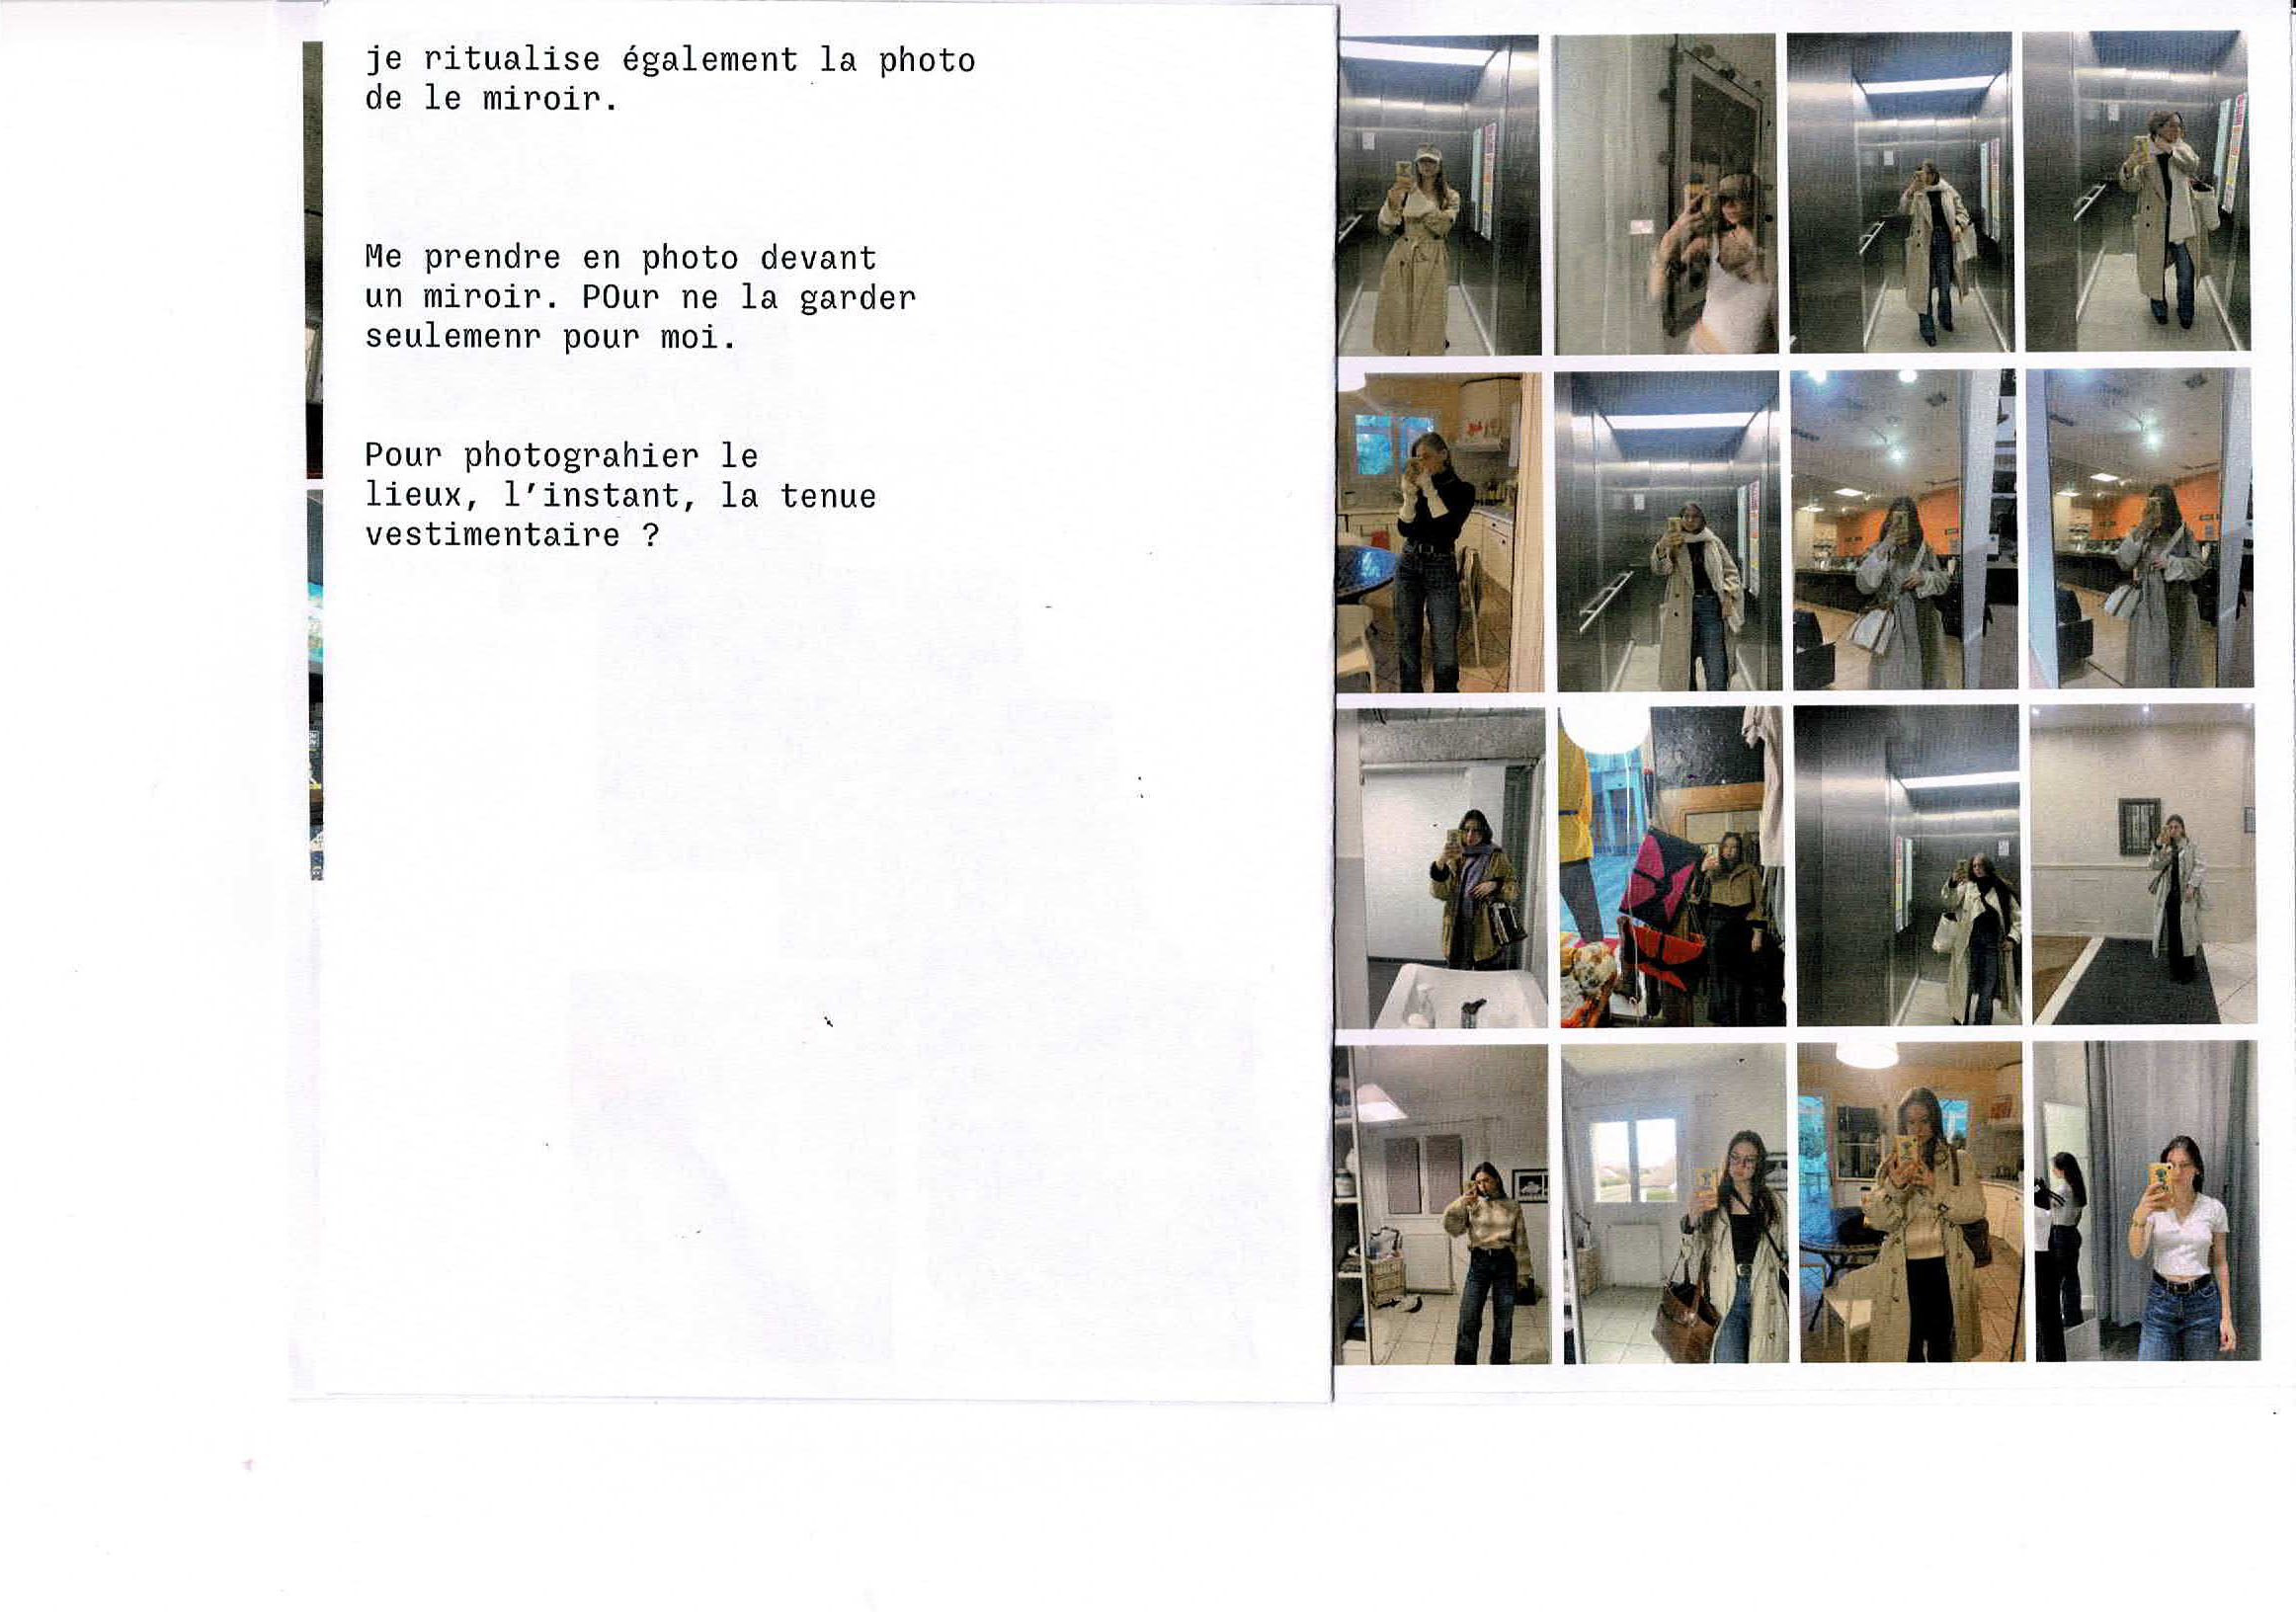 je ritualise également la photo
de le miroir.
Me prendre en photo devant
un miroir. POur ne la garder
seulemenr pour moi.
Pour photograhier le
lieux, l'instant, la tenue
vestimentaire ?